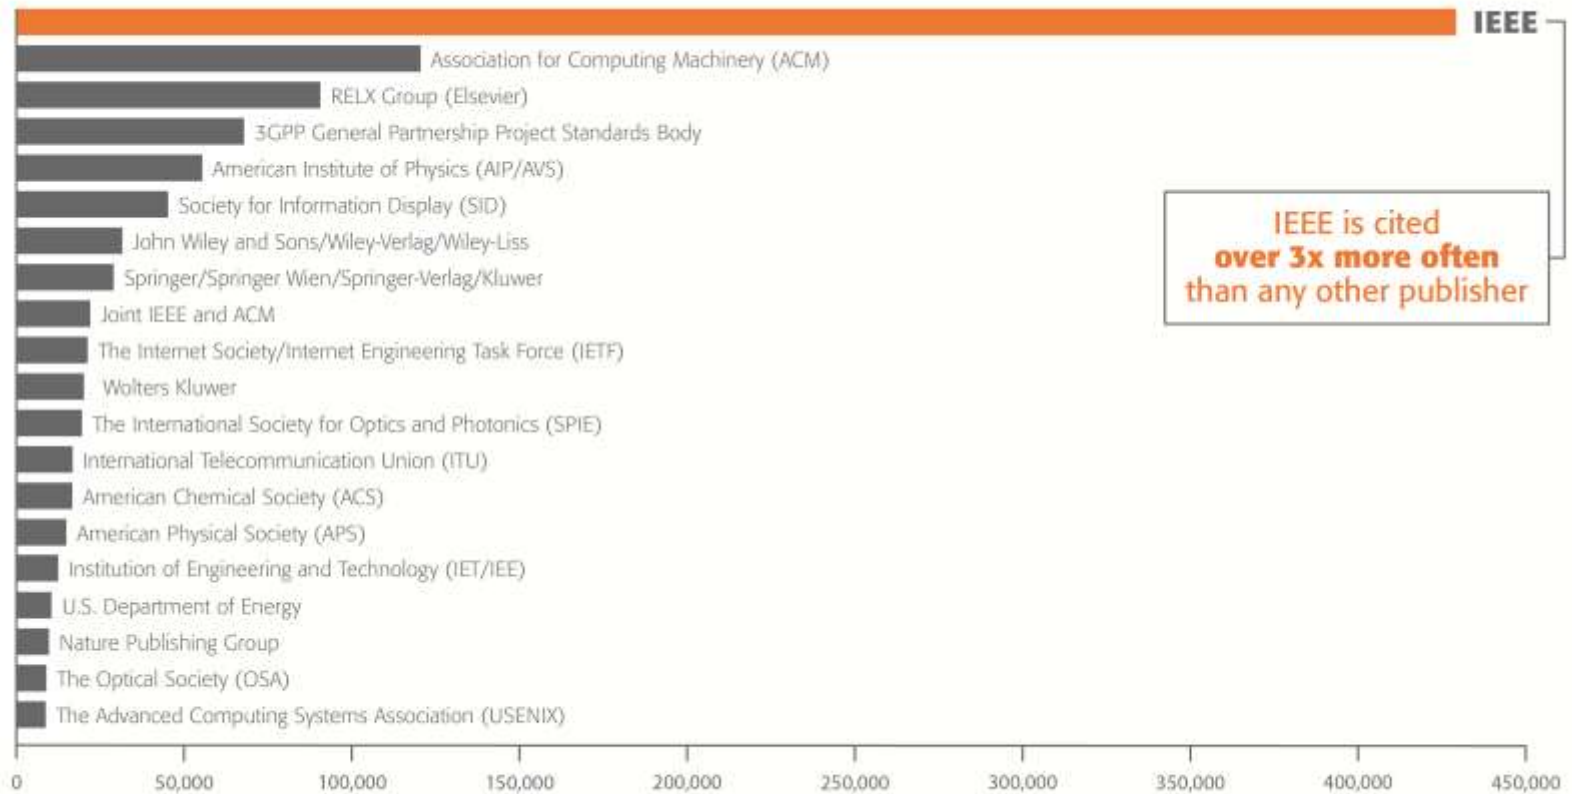 IEEE
Association for Computing Machinery (ACM)
RELX Group (Elsevier)
3GPP General Partnership Project Standards Body
American Institute of Physics (AIP/AVS)
Society for Information Display (SID)
John Wiley and Sons/Wiley-Verlag/Wiley-Liss
Springer/Springer Wien/Springer-Verlag/Kluwer
Joint IEEE and ACM
The Internet Society/Internet Engineering Task Force (IETF)
Wolters Kluwer
The International Society for Optics and Photonics (SPIE)
International Telecommunication Union (ITU)
American Chemical Society (ACS)
American Physical Society (APS)
Institution of Engineering and Technology (IET/IEE)
U.S. Department of Energy
Nature Publishing Group
The Optical Society (OSA)
The Advanced Computing Systems Association (USENIX)
IEEE is cited
over 3x more often
than any other publisher
0 50,000 100,000 150,000 200,000 250,000 300,000 350,000 400,000 450,000